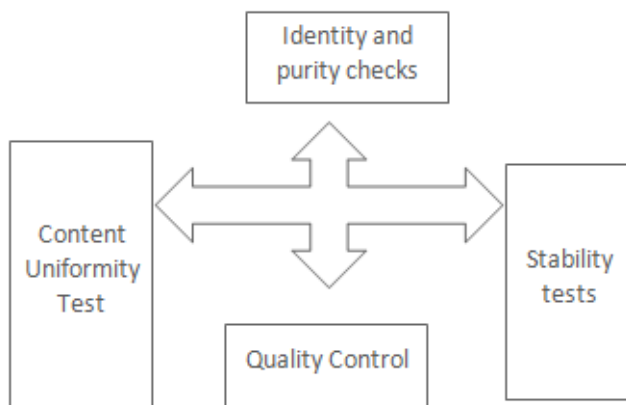 Identity and
purity checks
Content
Uniformity
Test
Stability
tests
Quality Control